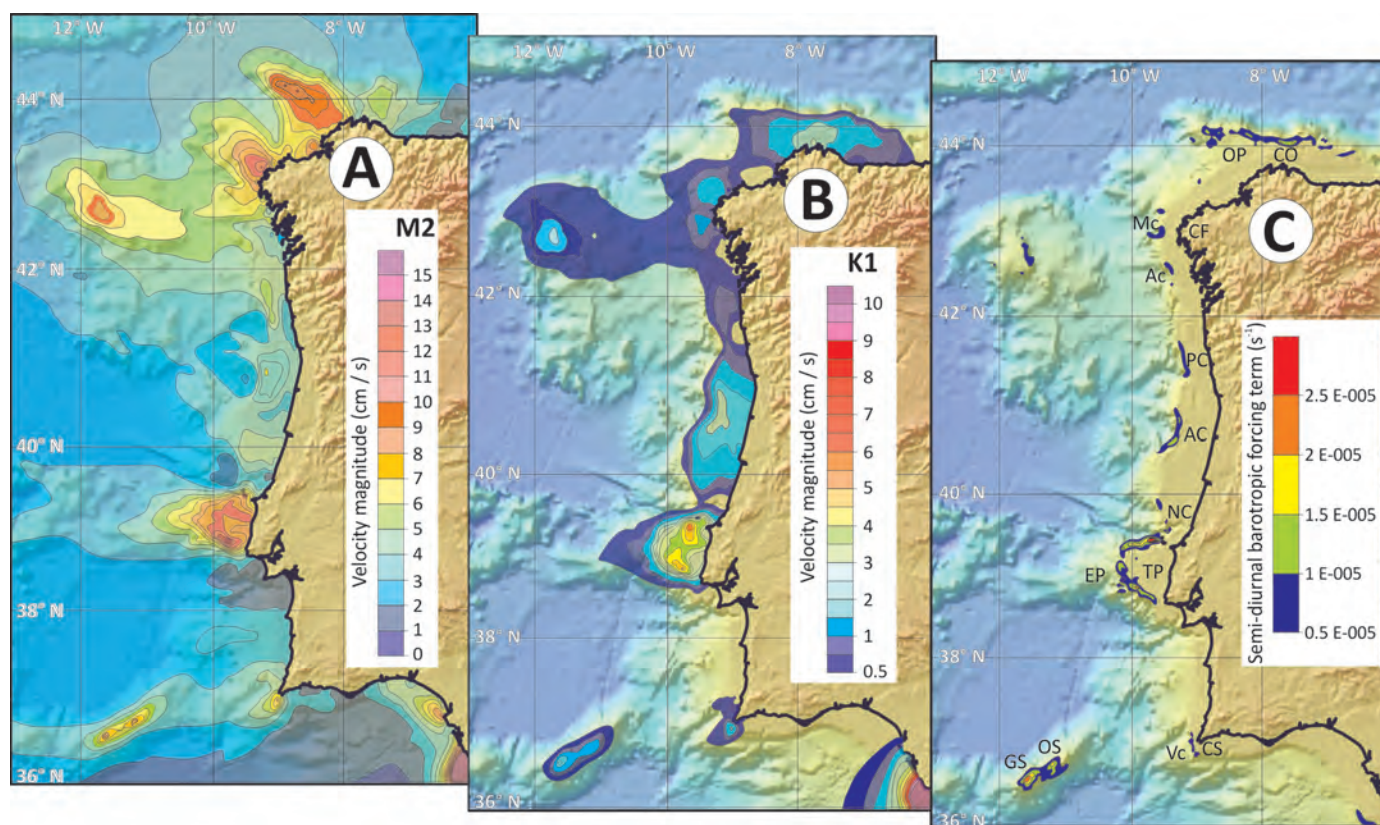 12° W
10° W
8° W
44° N
42° N
40° N
38° N
36° N
A
M2
Velocity magnitude (cm / s)
15
14
13
12
11
10
9
8
7
6
5
4
3
2
1
0
12° W
10° W
8° W
44° N
42° N
40° N
38° N
36° N
B
K1
Velocity magnitude (cm / s)
10
9
8
7
6
5
4
3
2
1
0.5
12° W
10° W
8° W
44° N
42° N
40° N
38° N
36° N
OP
CO
Mc
CF
Ac
PC
AC
NC
EP
TP
GS
OS
Vc
CS
C
Semi-diurnal barotropic forcing term (s⁻¹)
2.5 E-005
2 E-005
1.5 E-005
1 E-005
0.5 E-005